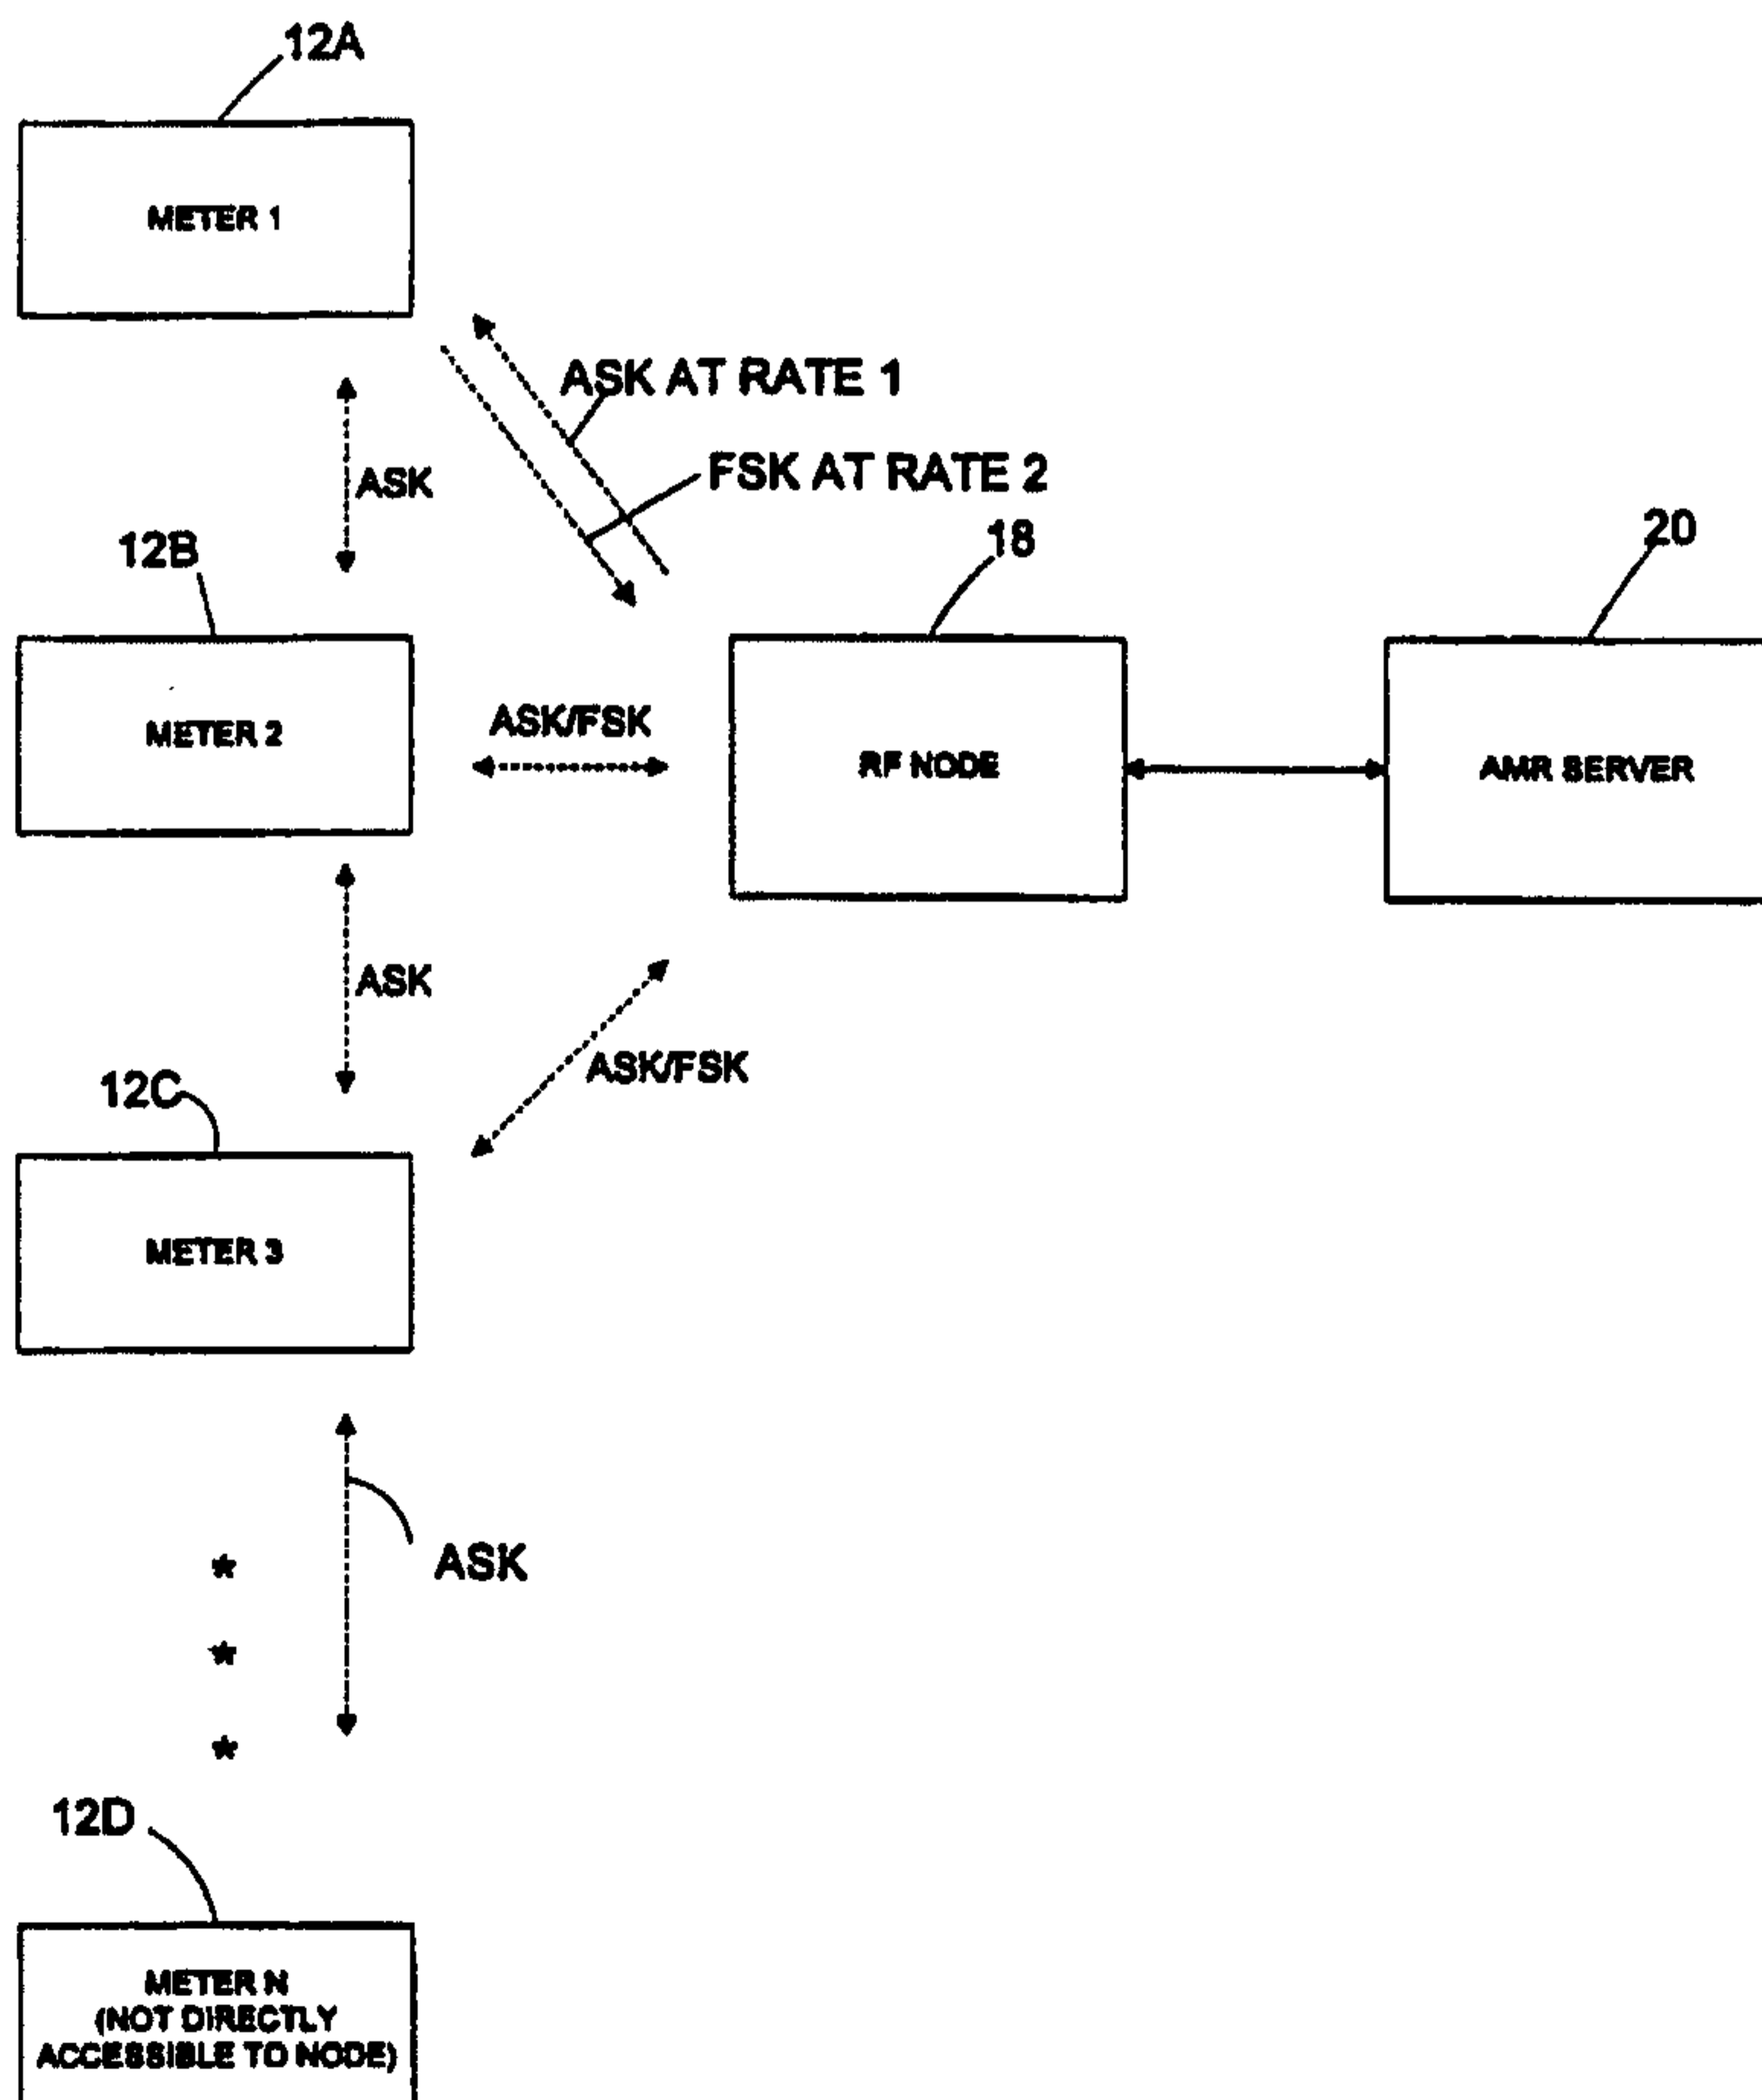 12A
METER 1
ASK AT RATE 1
ASK
FSK AT RATE 2
12B
18
20
METER 2
ASK/FSK
RF NODE
AMR SERVER
ASK
ASK/FSK
12C
METER 3
ASK
*
*
*
12D
METER N
(NOT DIRECTLY
ACCESSIBLE TO NODE)